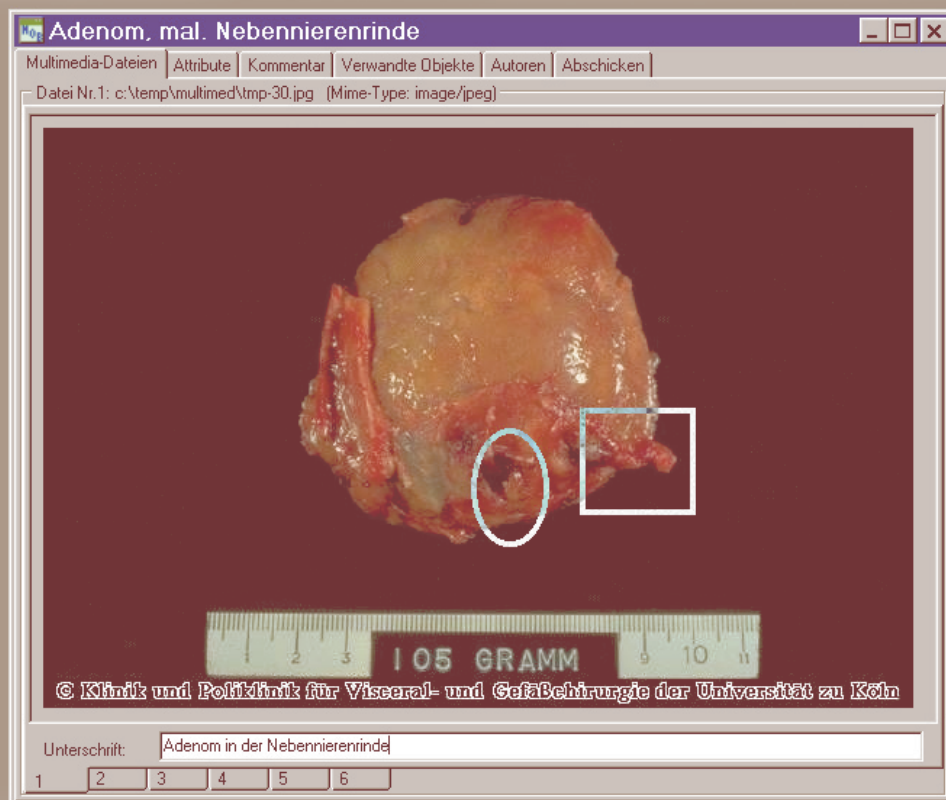 Adenom, mal. Nebennierenrinde
Multimedia-Dateien Attribute Kommentar Verwandte Objekte Autoren Abschicken
Datei Nr.1: c:\temp\multimed\tmp-30.jpg (Mime-Type: image/jpeg)
1 2 3 105 GRAMM 9 10 11
© Klinik und Poliklinik für Visceral- und Gefäßchirurgie der Universität zu Köln
Unterschrift: Adenom in der Nebennierenrinde
1 2 3 4 5 6